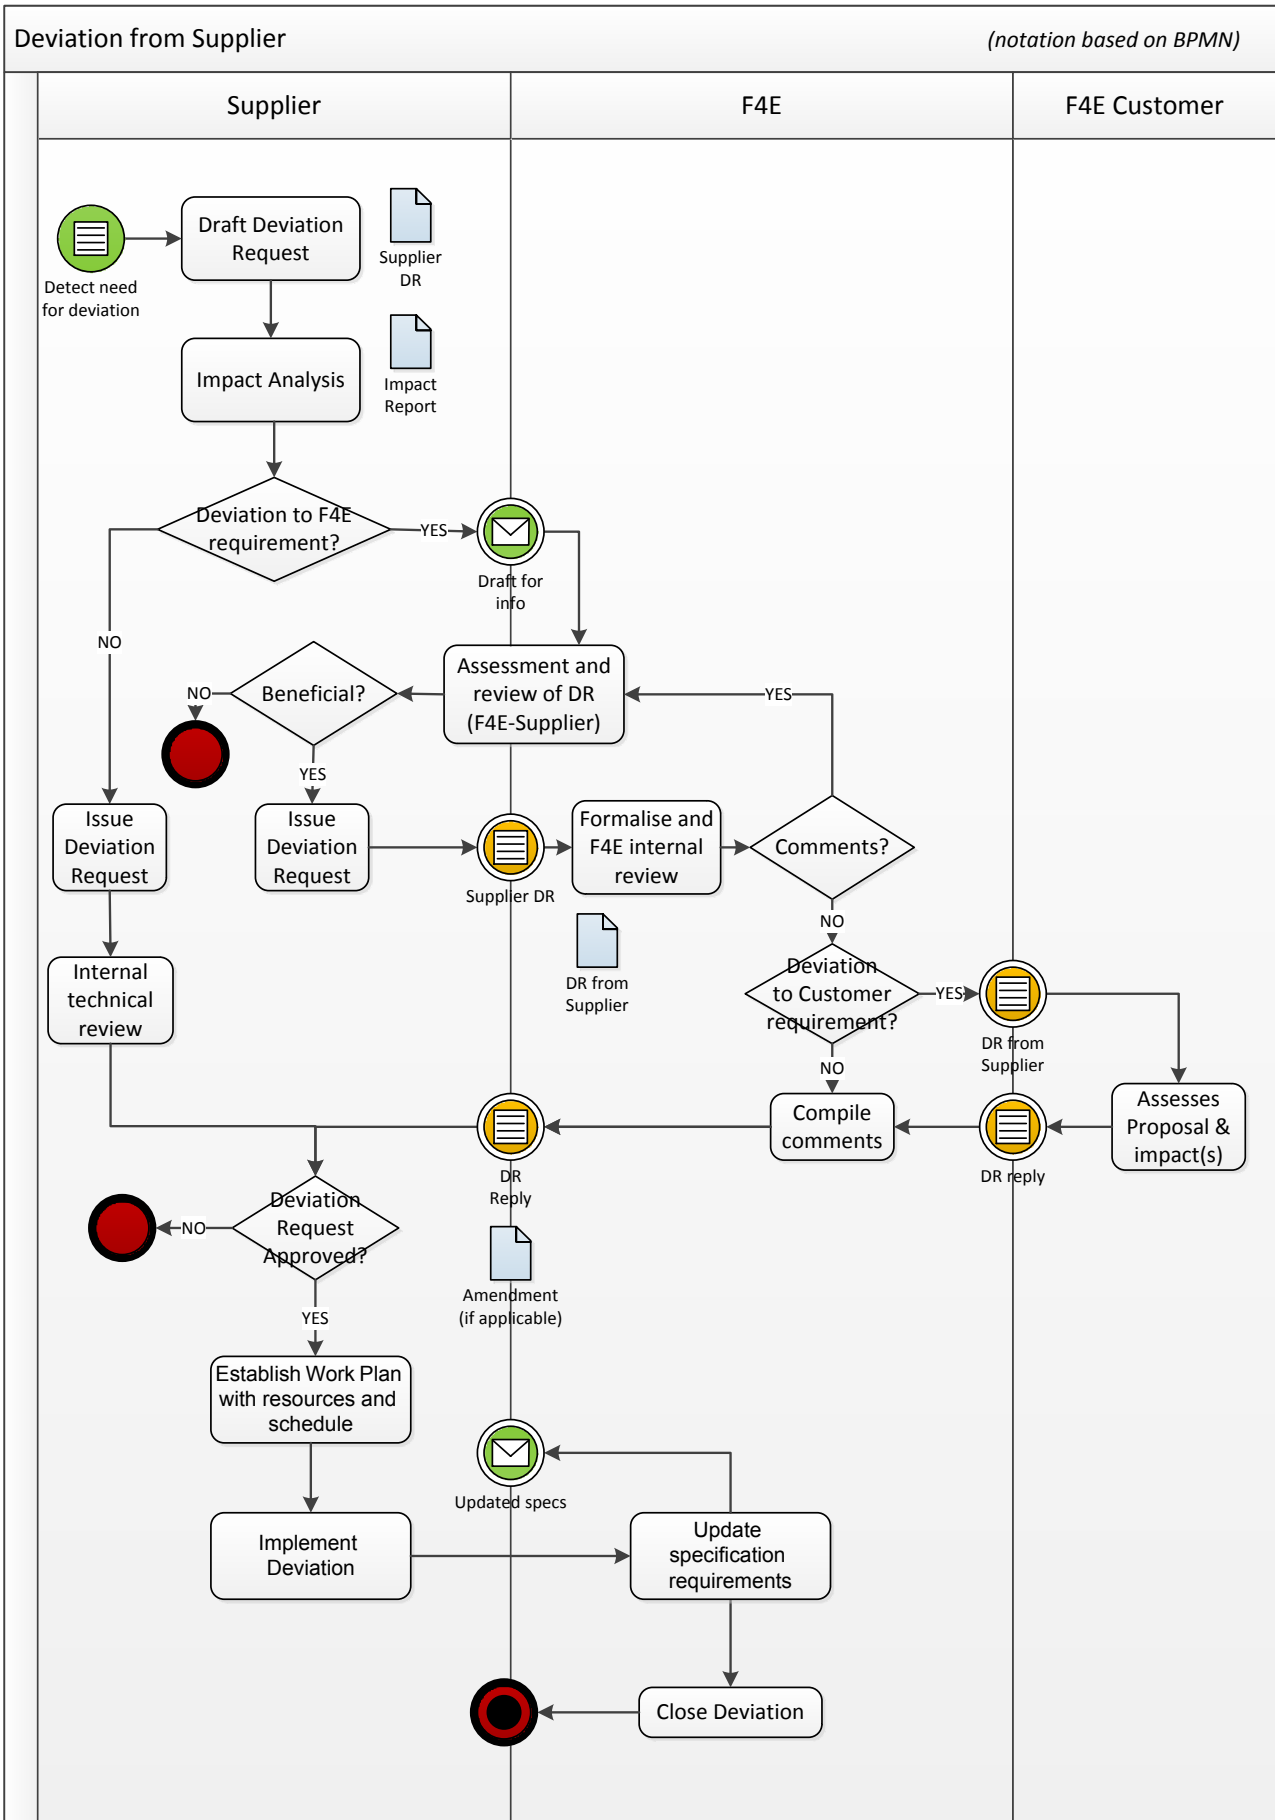 Deviation from Supplier
(notation based on BPMN)
Supplier
F4E
F4E Customer
Draft Deviation
Request
Supplier
DR
Detect need
for deviation
Impact Analysis
Impact
Report
Deviation to F4E
requirement?
YES
Draft for
info
NO
Beneficial?
NO
Assessment and
review of DR
(F4E-Supplier)
YES
YES
Issue
Deviation
Request
Issue
Deviation
Request
Supplier DR
Formalise and
F4E internal
review
Comments?
NO
DR from
Supplier
Internal
technical
review
Deviation
to Customer
requirement?
YES
DR from
Supplier
NO
Compile
comments
Assesses
Proposal &
impact(s)
DR reply
DR
Reply
Deviation
Request
Approved?
NO
Amendment
(if applicable)
YES
Establish Work Plan
with resources and
schedule
Updated specs
Implement
Deviation
Update
specification
requirements
Close Deviation